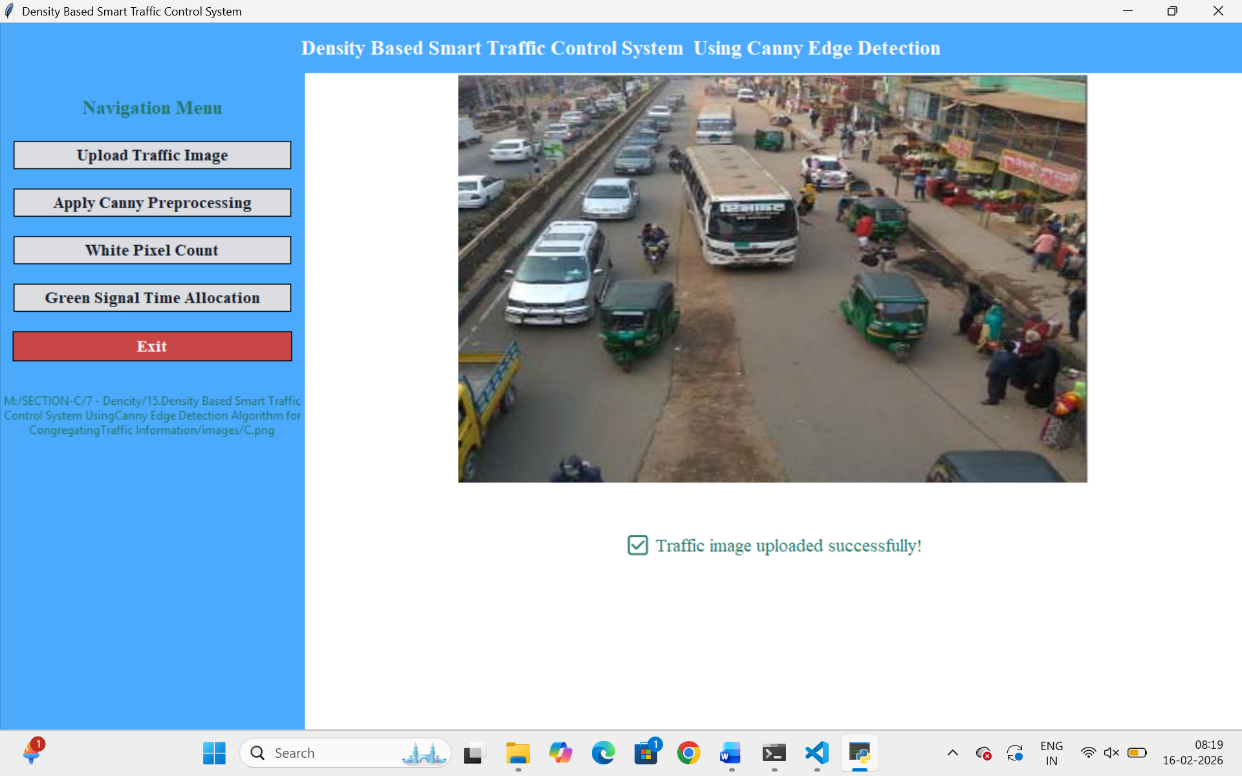 Density Based Smart Traffic Control System
Density Based Smart Traffic Control System Using Canny Edge Detection
Navigation Menu
Upload Traffic Image
Apply Canny Preprocessing
White Pixel Count
Green Signal Time Allocation
Exit
M:/SECTION-C/7 - Dencity/15.Density Based Smart Traffic
Control System UsingCanny Edge Detection Algorithm for
CongregatingTraffic Information/images/C.png
Traffic image uploaded successfully!
1
Search
1
ENG
IN
08:19
16-02-2026